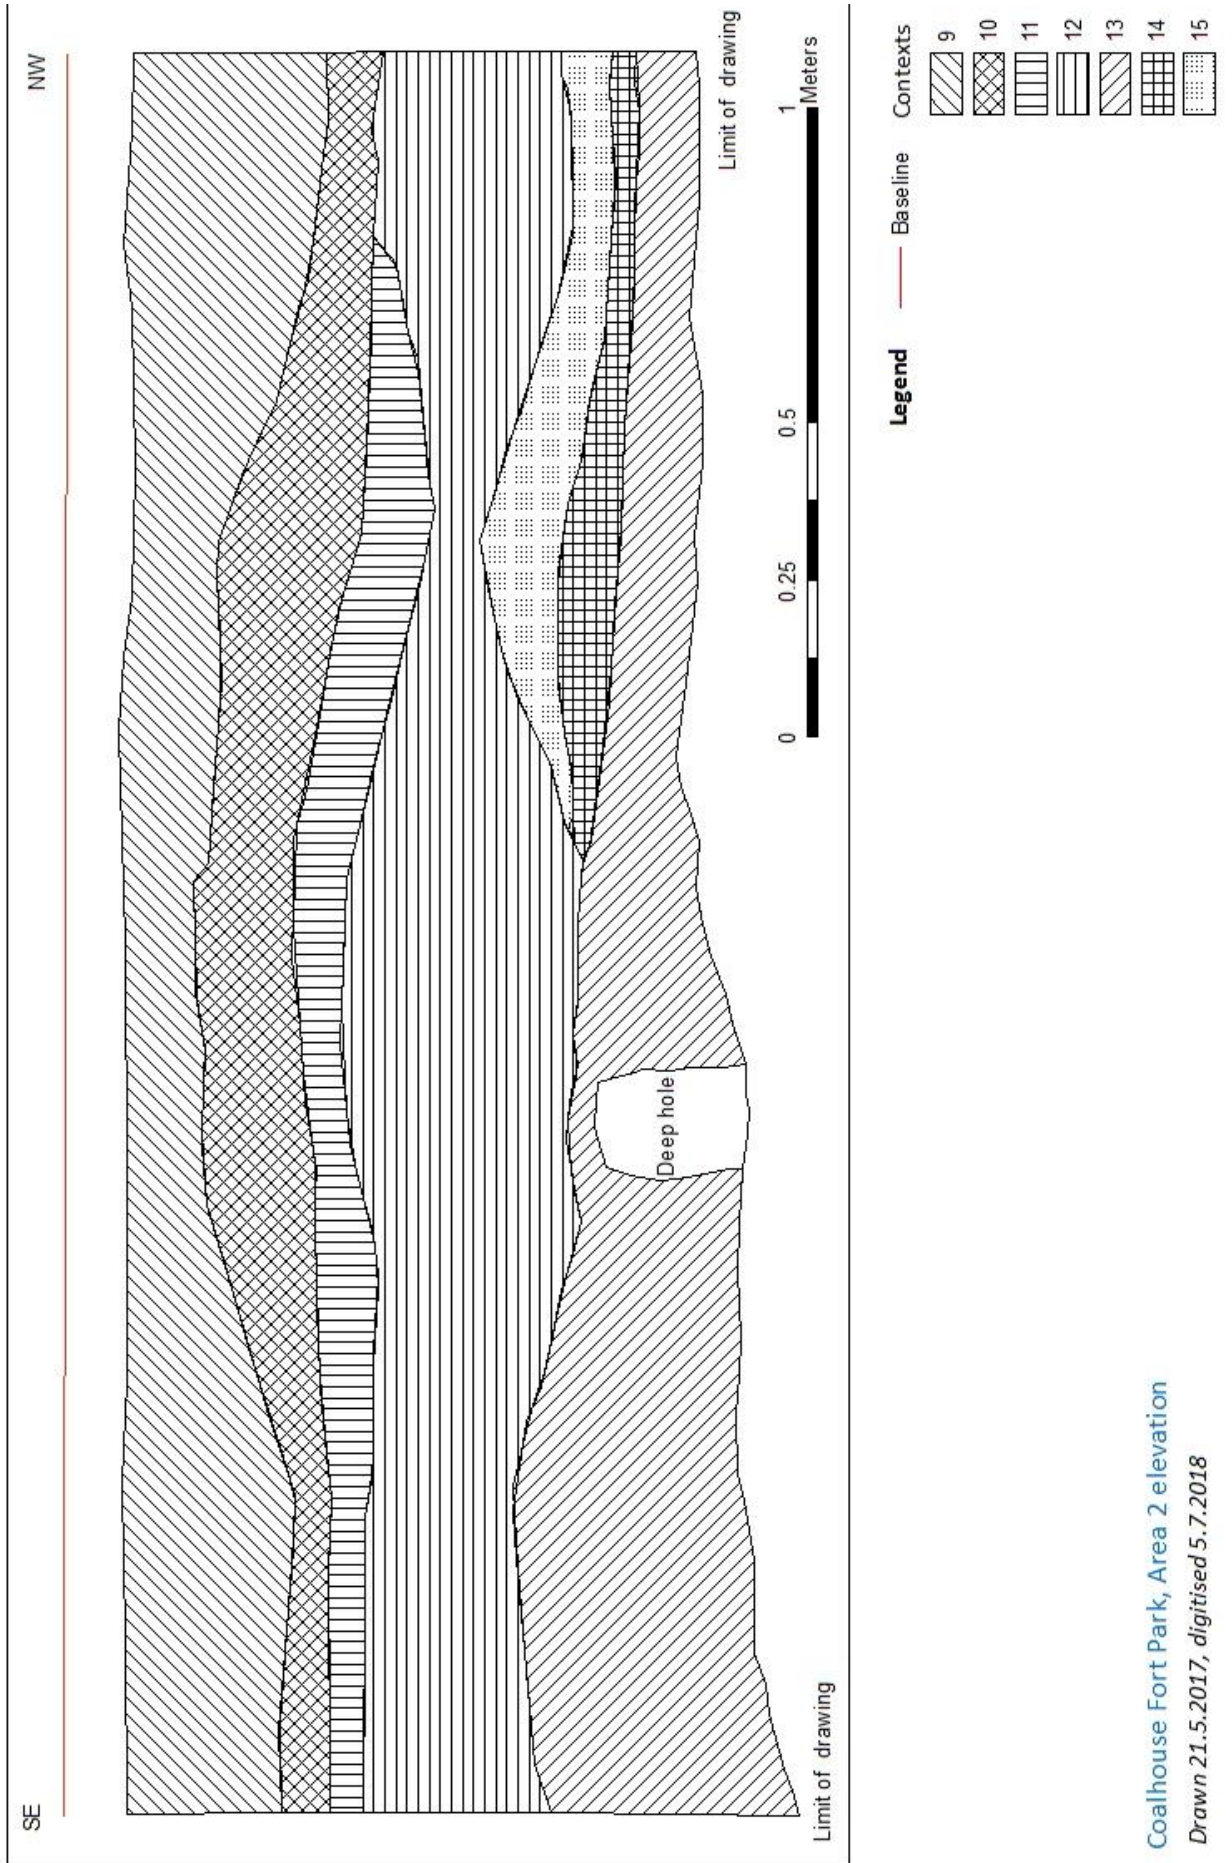 SE
NW
Deep hole
Limit of drawing
Limit of drawing
0
0.25
0.5
1
Meters
Legend
Baseline
Contexts
9
10
11
12
13
14
15
Coalhouse Fort Park, Area 2 elevation
Drawn 21.5.2017, digitised 5.7.2018